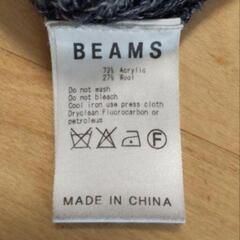 BEAMS
73% Acrylic
27% Wool
Do not wash
Do not bleach
Cool iron use press cloth
Dryclean Fluorocarbon or
petroleum
F
MADE IN CHINA